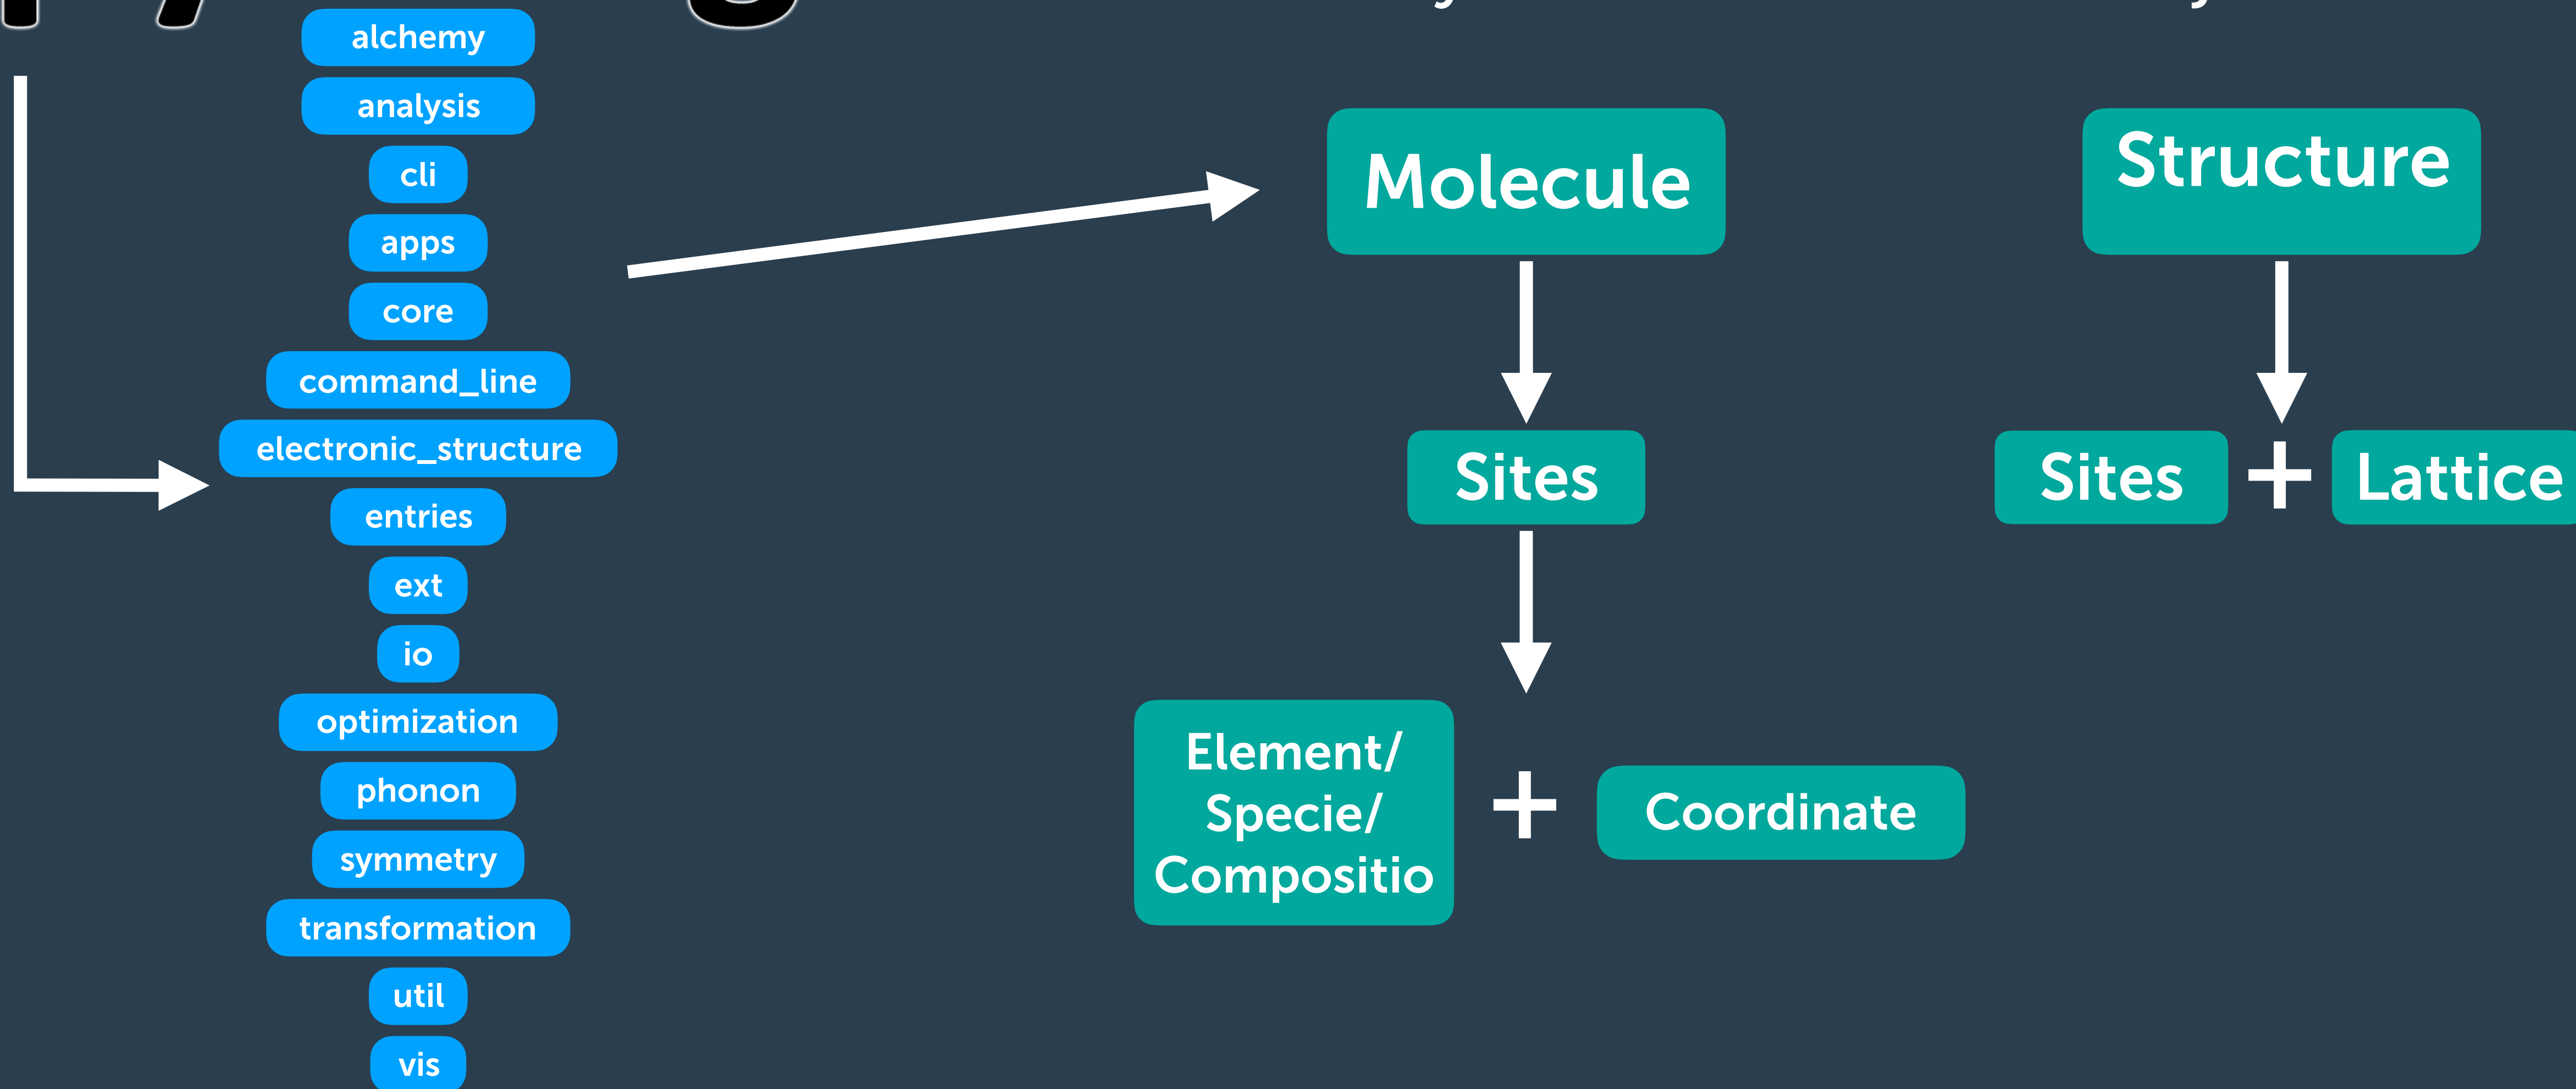 alchemy
analysis
cli
apps
core
command_line
electronic_structure
entries
ext
io
optimization
phonon
symmetry
transformation
util
vis
Molecule
Structure
Sites
Sites + Lattice
Element/
Specie/
Compositio
+
Coordinate